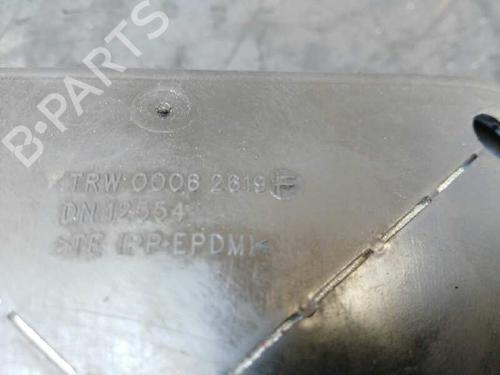 B-PARTS
TRW 0006 2619 F
DN 12554
>TE (PP·EPDM)<